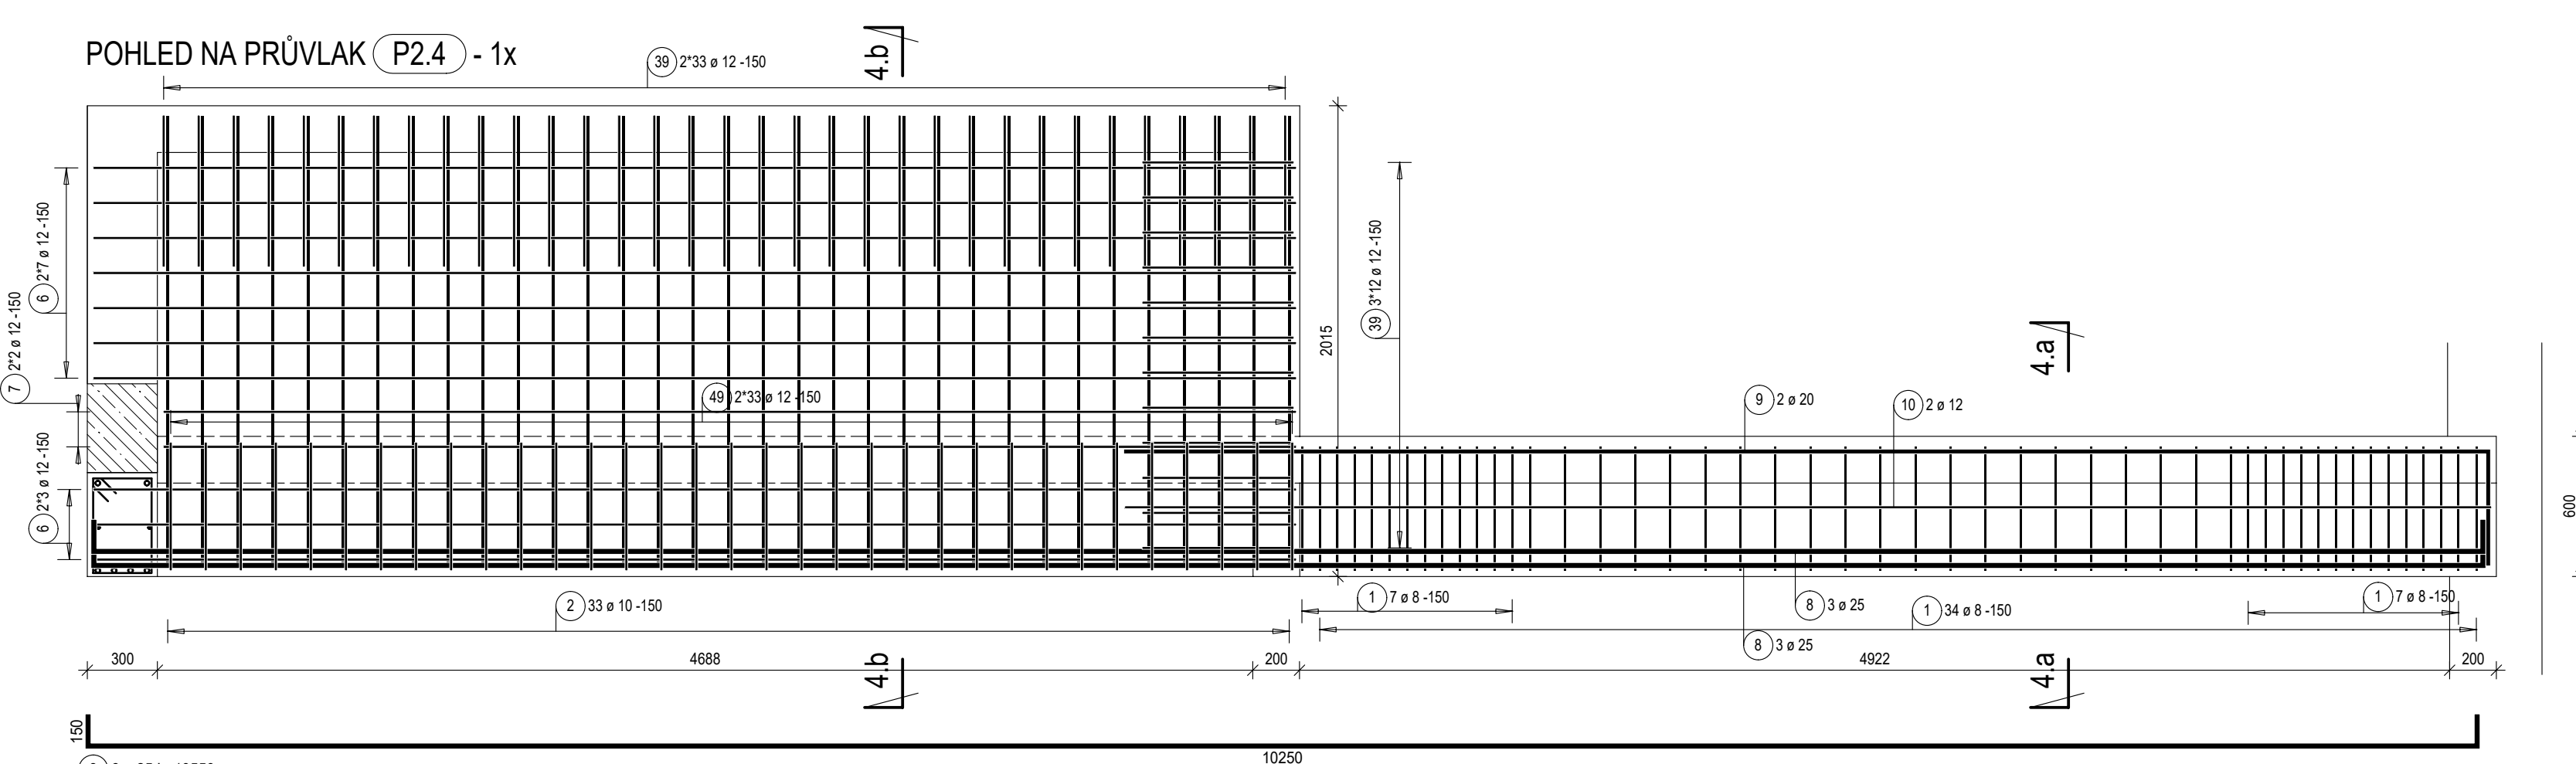 POHLED NA PRŮVLAK P2.4 - 1x
39 2*33 ø 12 -150
4.b
6 2*7 ø 12 -150
7 2*2 ø 12 -150
6 2*3 ø 12 -150
49 2*33 ø 12 -150
2015
39 3*12 ø 12 -150
4.a
9 2 ø 20
10 2 ø 12
600
2 33 ø 10 -150
1 7 ø 8 -150
8 3 ø 25
1 34 ø 8 -150
1 7 ø 8 -150
8 3 ø 25
300
4688
200
4922
200
4.b
4.a
150
10250